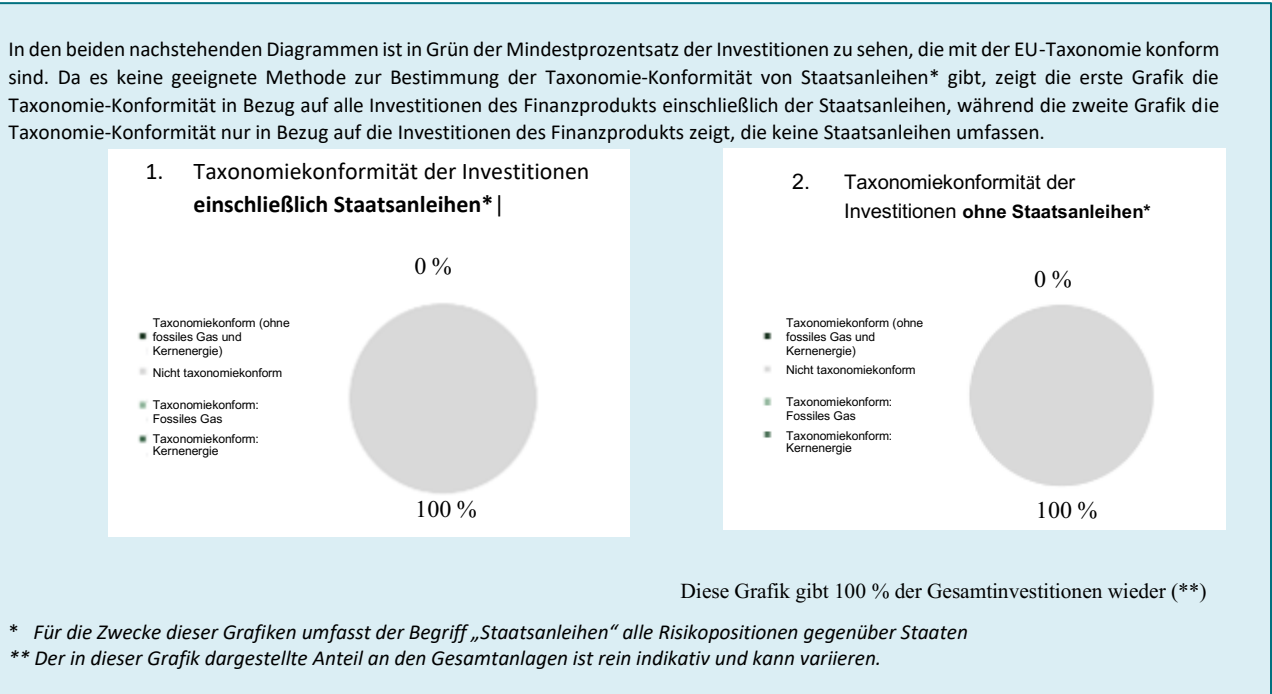 In den beiden nachstehenden Diagrammen ist in Grün der Mindestprozentsatz der Investitionen zu sehen, die mit der EU-Taxonomie konform
sind. Da es keine geeignete Methode zur Bestimmung der Taxonomie-Konformität von Staatsanleihen* gibt, zeigt die erste Grafik die
Taxonomie-Konformität in Bezug auf alle Investitionen des Finanzprodukts einschließlich der Staatsanleihen, während die zweite Grafik die
Taxonomie-Konformität nur in Bezug auf die Investitionen des Finanzprodukts zeigt, die keine Staatsanleihen umfassen.
1. Taxonomiekonformität der Investitionen
einschließlich Staatsanleihen*|
0 %
Taxonomiekonform (ohne
fossiles Gas und
Kernenergie)
Nicht taxonomiekonform
Taxonomiekonform:
Fossiles Gas
Taxonomiekonform:
Kernenergie
100 %
2. Taxonomiekonformität der
Investitionen ohne Staatsanleihen*
0 %
Taxonomiekonform (ohne
fossiles Gas und
Kernenergie)
Nicht taxonomiekonform
Taxonomiekonform:
Fossiles Gas
Taxonomiekonform:
Kernenergie
100 %
Diese Grafik gibt 100 % der Gesamtinvestitionen wieder (**)
* Für die Zwecke dieser Grafiken umfasst der Begriff „Staatsanleihen“ alle Risikopositionen gegenüber Staaten
** Der in dieser Grafik dargestellte Anteil an den Gesamtanlagen ist rein indikativ und kann variieren.